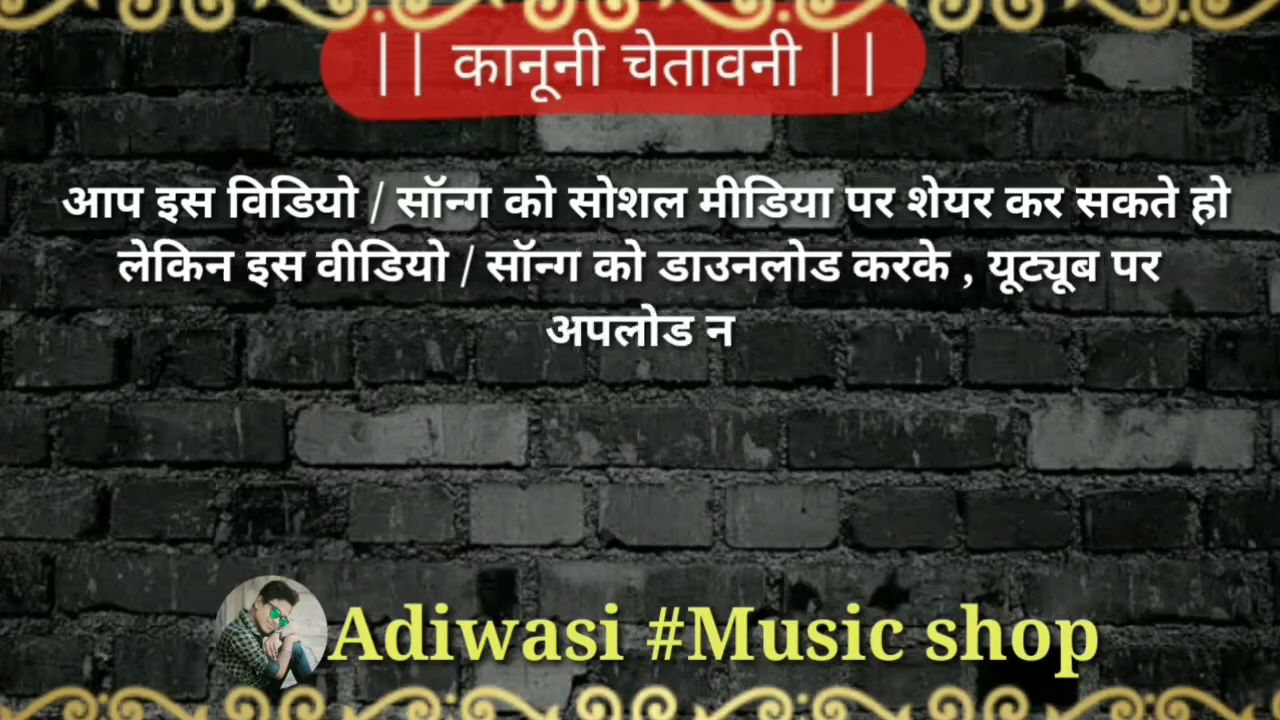 || कानूनी चेतावनी ||
आप इस विडियो / सॉन्ग को सोशल मीडिया पर शेयर कर सकते हो
लेकिन इस वीडियो / सॉन्ग को डाउनलोड करके , यूट्यूब पर
अपलोड न
Adiwasi #Music shop